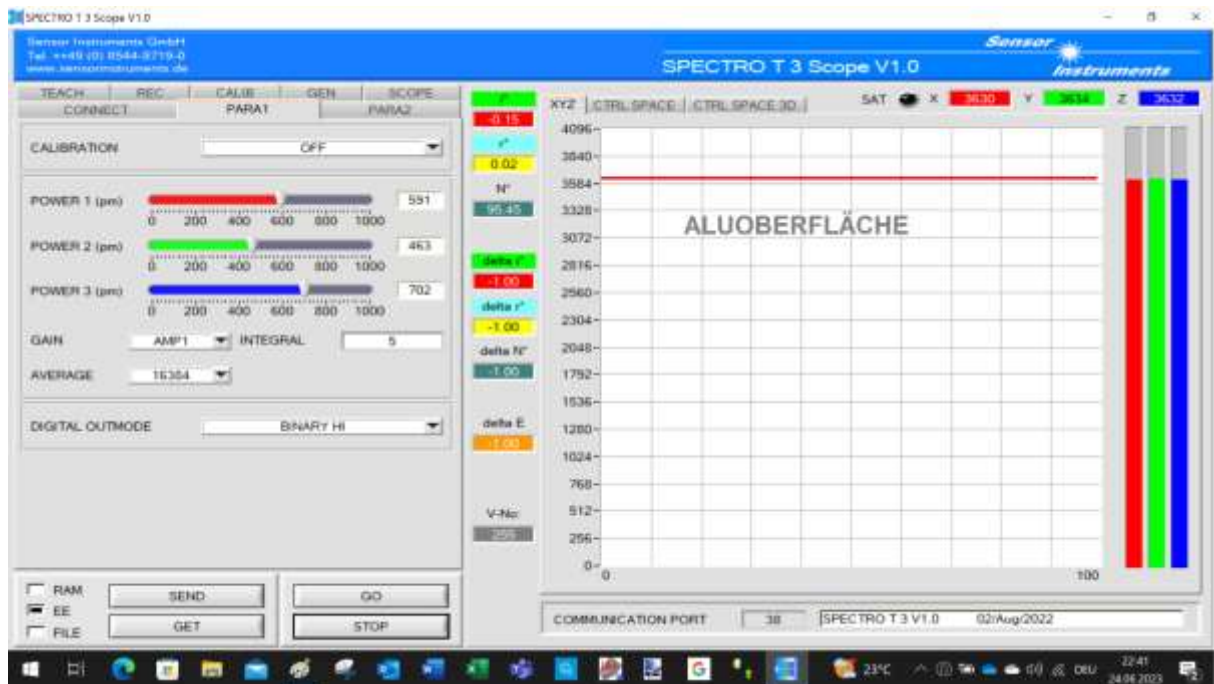 SPECTRO T 3 Scope V1.0
Sensor Instruments GmbH
Tel. ++49 (0) 8544-9719-0
www.sensorinstruments.de
SPECTRO T 3 Scope V1.0
Sensor
Instruments
TEACH REC CALIB GEN SCOPE
CONNECT PARA1 PARA2
CALIBRATION OFF
POWER 1 (pm) 591
0 200 400 600 800 1000
POWER 2 (pm) 463
0 200 400 600 800 1000
POWER 3 (pm) 702
0 200 400 600 800 1000
GAIN AMP1 INTEGRAL 5
AVERAGE 16384
DIGITAL OUTMODE BINARY HI
RAM
EE
FILE
SEND GO
GET STOP
-0.15
0.02
N"
95.45
delta
-1.00
delta
-1.00
delta N"
-1.00
delta E
-1.00
V-No:
255
XYZ CTRL SPACE CTRL SPACE 3D SAT X 3630 Y 3634 Z 3632
4096
3840
3584
3328
3072
2816
2560
2304
2048
1792
1536
1280
1024
768
512
256
0
0 100
ALUOBERFLÄCHE
COMMUNICATION PORT 38 SPECTRO T 3 V1.0 02/Aug/2022
23°C DEU 22:41
24.06.2023